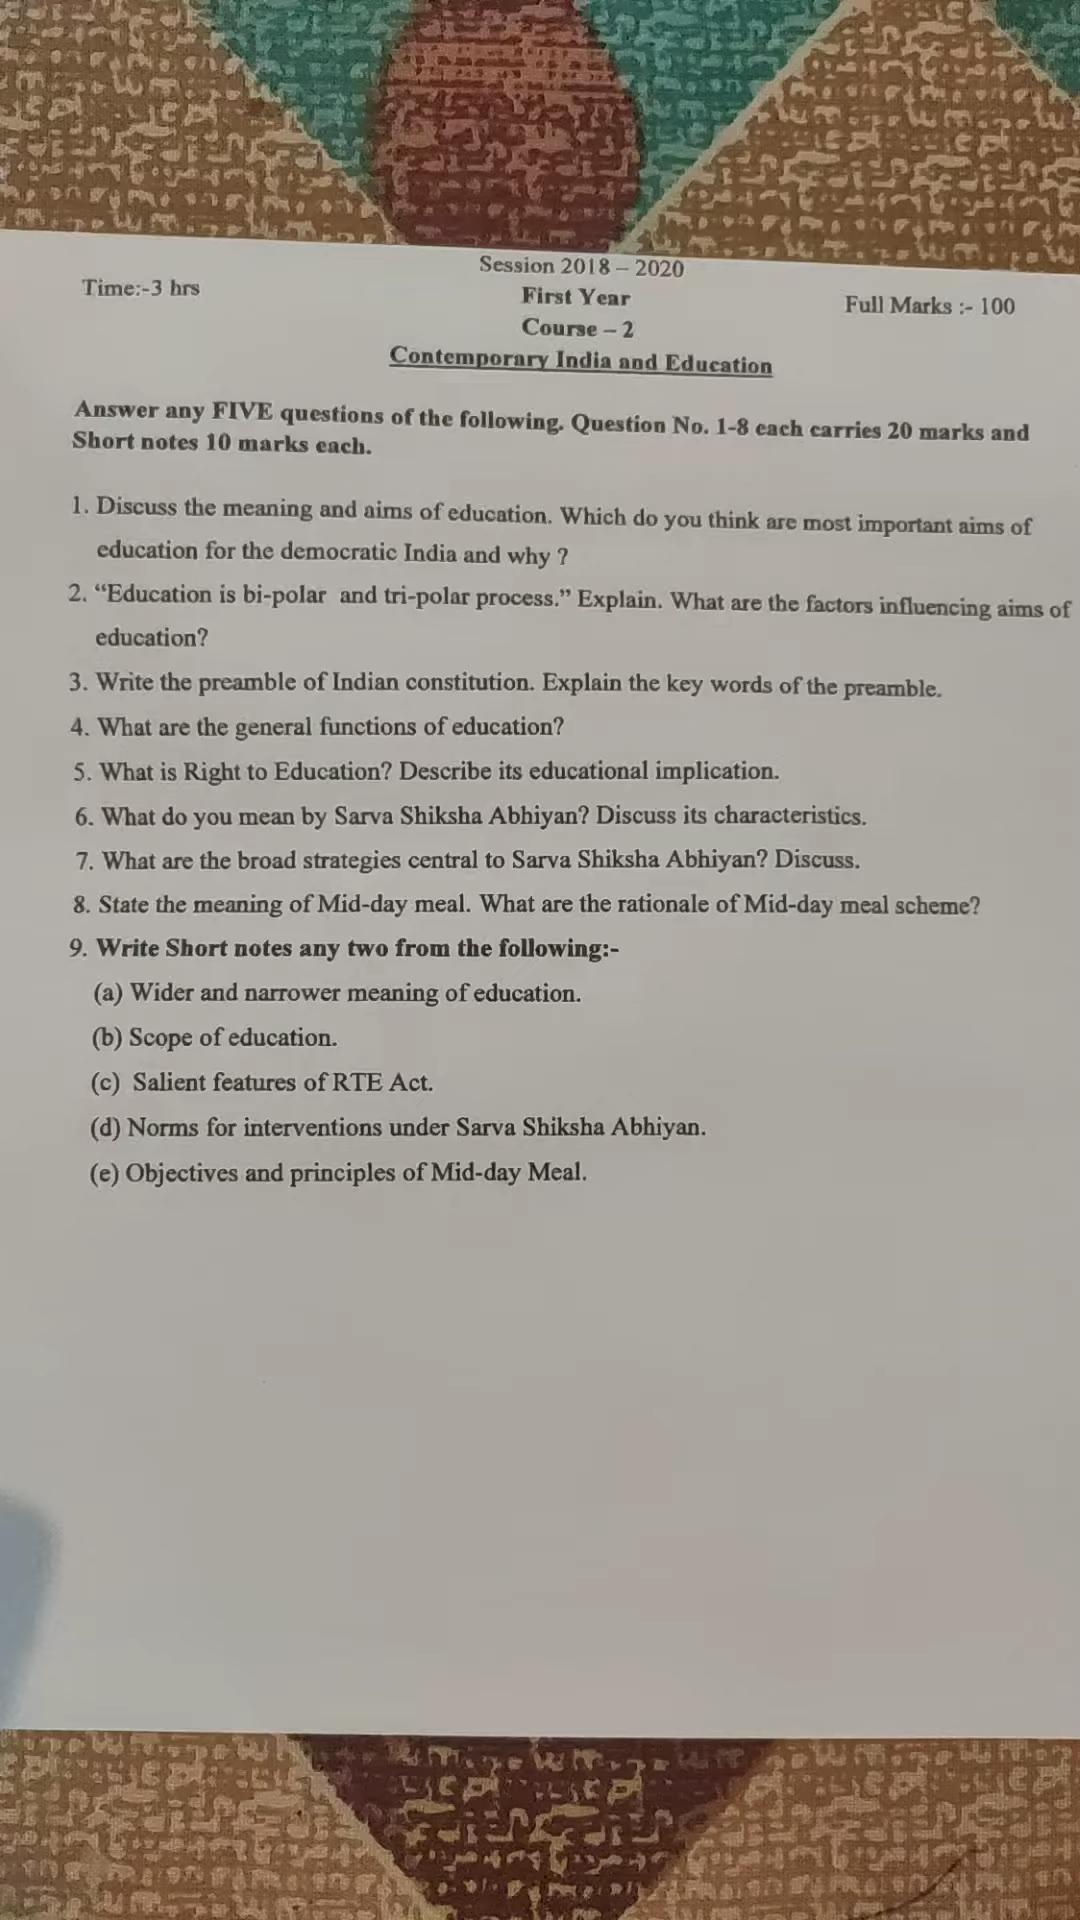 Session 2018 – 2020
Time:-3 hrs
First Year
Full Marks :- 100
Course – 2
Contemporary India and Education
Answer any FIVE questions of the following. Question No. 1-8 each carries 20 marks and
Short notes 10 marks each.
1. Discuss the meaning and aims of education. Which do you think are most important aims of
education for the democratic India and why ?
2. “Education is bi-polar and tri-polar process.” Explain. What are the factors influencing aims of
education?
3. Write the preamble of Indian constitution. Explain the key words of the preamble.
4. What are the general functions of education?
5. What is Right to Education? Describe its educational implication.
6. What do you mean by Sarva Shiksha Abhiyan? Discuss its characteristics.
7. What are the broad strategies central to Sarva Shiksha Abhiyan? Discuss.
8. State the meaning of Mid-day meal. What are the rationale of Mid-day meal scheme?
9. Write Short notes any two from the following:-
(a) Wider and narrower meaning of education.
(b) Scope of education.
(c) Salient features of RTE Act.
(d) Norms for interventions under Sarva Shiksha Abhiyan.
(e) Objectives and principles of Mid-day Meal.